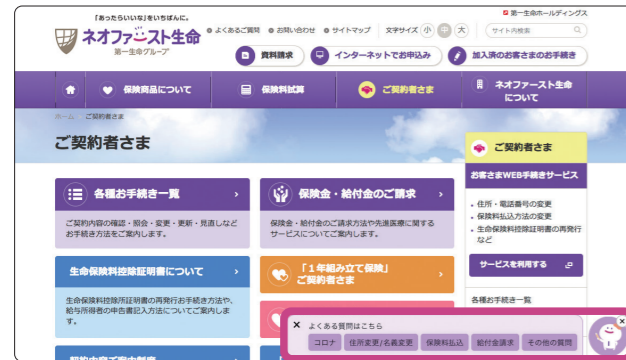 「あったらいいな」をいちばんに。
ネオファースト生命
第一生命グループ
よくあるご質問
お問い合わせ
サイトマップ
文字サイズ 小 中 大
第一生命ホールディングス
サイト内検索
資料請求
インターネットでお申込み
加入済のお客さまのお手続き
保険商品について
保険料試算
ご契約者さま
ネオファースト生命
について
ホーム
ご契約者さま
ご契約者さま
各種お手続き一覧
ご契約内容の確認・照会・変更・更新・見直しなど
お手続き方法をご案内します。
保険金・給付金のご請求
保険金・給付金のご請求方法や先進医療に関する
サービスについてご案内します。
生命保険料控除証明書について
生命保険料控除所証明書の再発行お手続き方法や、
給与所得者の申告書記入方法についてご案内しま
す。
「1年組み立て保険」
ご契約者さま
契約内容ご案内制度
ご契約者さま
お客さまWEB手続きサービス
住所・電話番号の変更
保険料払込方法の変更
生命保険料控除証明書の再発行
など
サービスを利用する
各種お手続き一覧
× よくある質問はこちら
コロナ
住所変更/名義変更
保険料払込
給付金請求
その他の質問